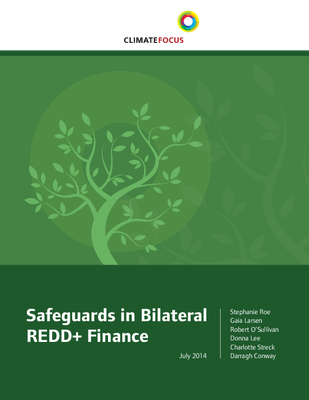 CLIMATEFOCUS
Safeguards in Bilateral
REDD+ Finance
July 2014
Stephanie Roe
Gaia Larsen
Robert O'Sullivan
Donna Lee
Charlotte Streck
Darragh Conway